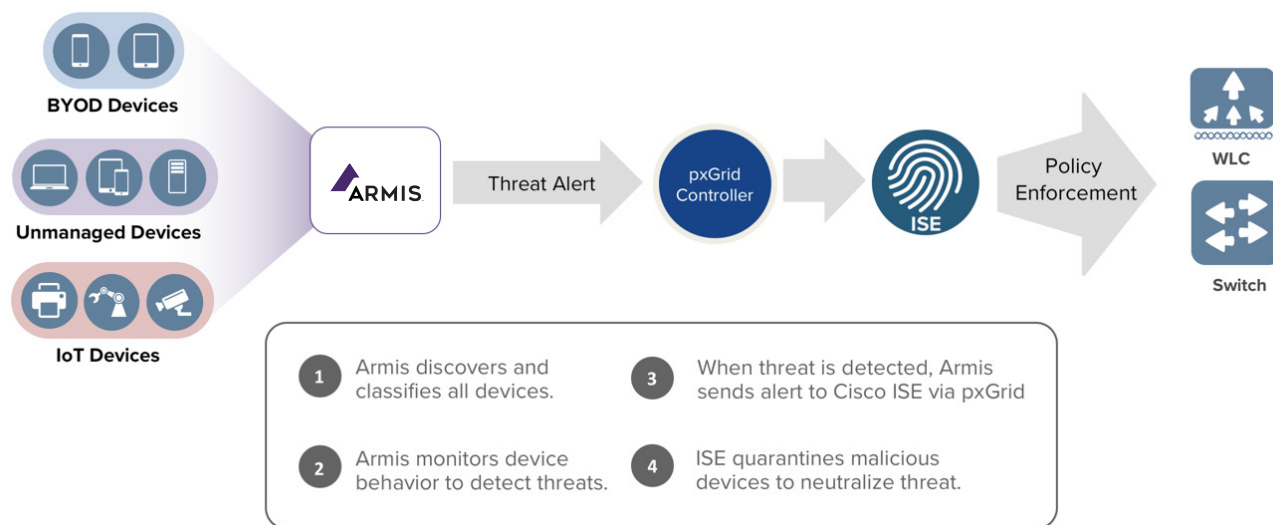 BYOD Devices
Unmanaged Devices
IoT Devices
ARMIS
Threat Alert
pxGrid
Controller
ISE
Policy
Enforcement
WLC
Switch
1
Armis discovers and
classifies all devices.
2
Armis monitors device
behavior to detect threats.
3
When threat is detected, Armis
sends alert to Cisco ISE via pxGrid
4
ISE quarantines malicious
devices to neutralize threat.